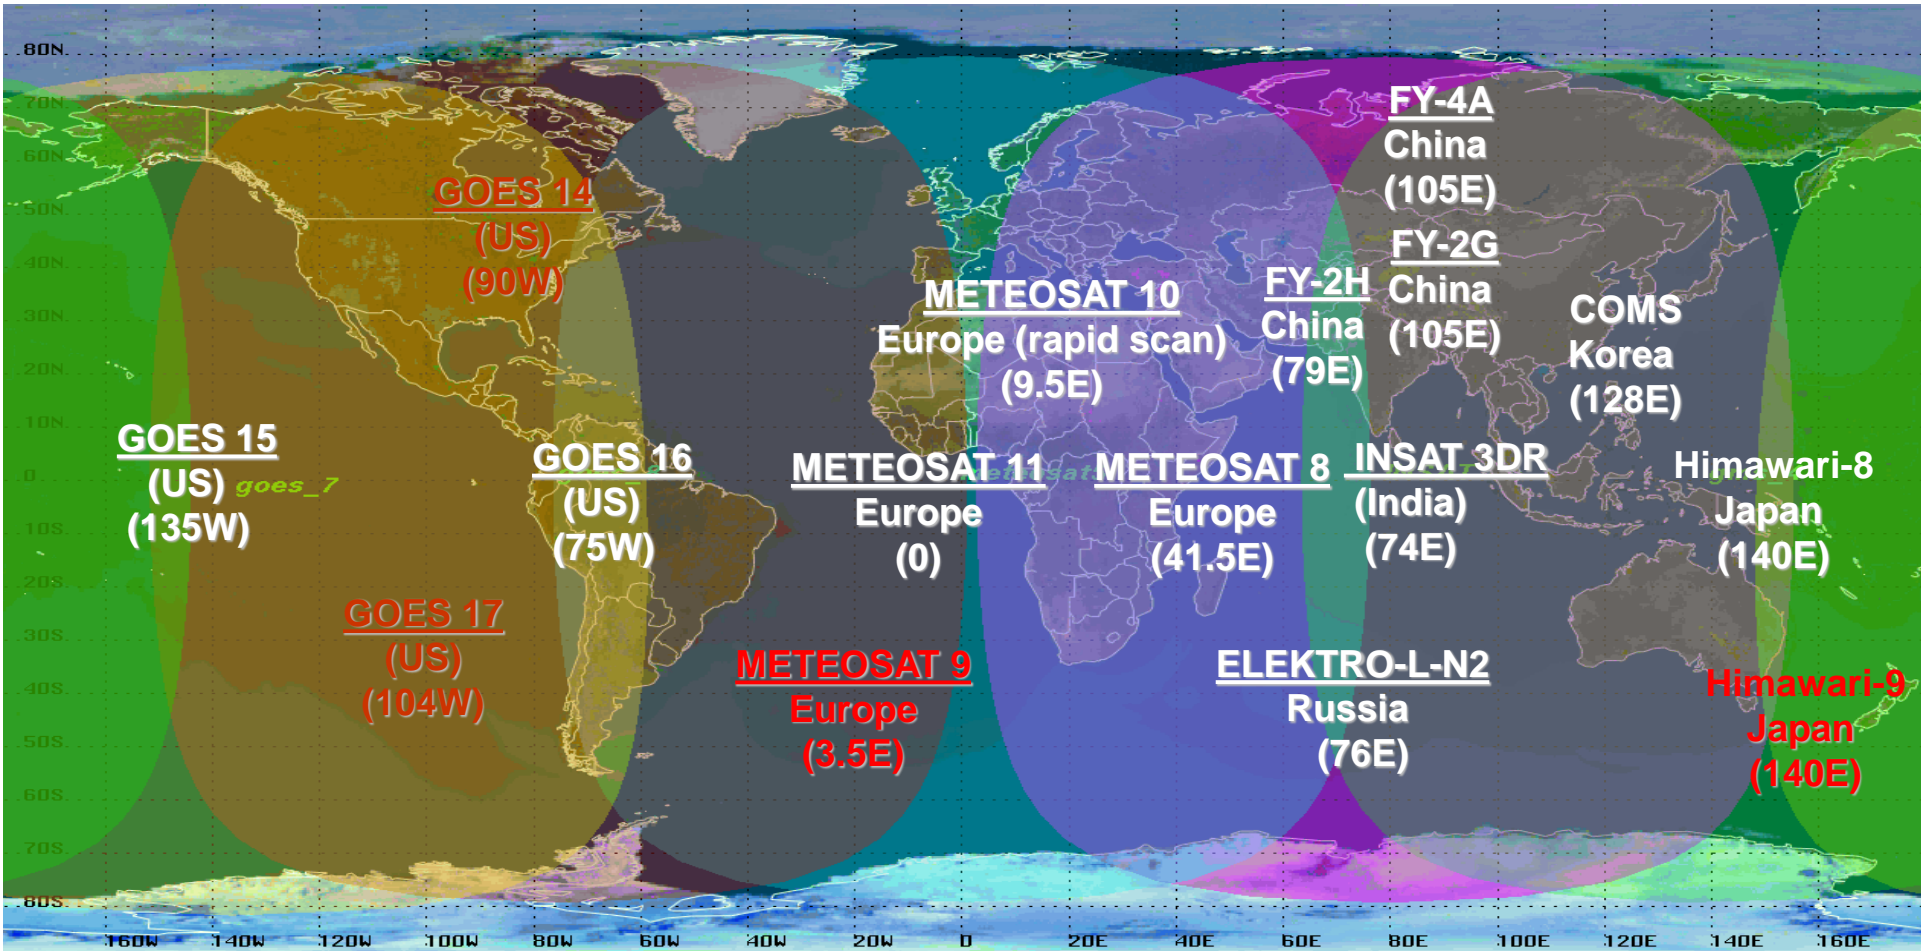 80N
70N
60N
50N
40N
30N
20N
10N
0
10S
20S
30S
40S
50S
60S
70S
80S
FY-4A
China
(105E)
GOES 14
(US)
(90W)
FY-2G
China
(105E)
METEOSAT 10
Europe (rapid scan)
(9.5E)
FY-2H
China
(79E)
COMS
Korea
(128E)
GOES 15
(US)
(135W)
goes_7
GOES 16
(US)
(75W)
METEOSAT 11
Europe
(0)
METEOSAT 8
Europe
(41.5E)
INSAT 3DR
(India)
(74E)
Himawari-8
Japan
(140E)
GOES 17
(US)
(104W)
METEOSAT 9
Europe
(3.5E)
ELEKTRO-L-N2
Russia
(76E)
Himawari-9
Japan
(140E)
160W 140W 120W 100W 80W 60W 40W 20W 0 20E 40E 60E 80E 100E 120E 140E 160E